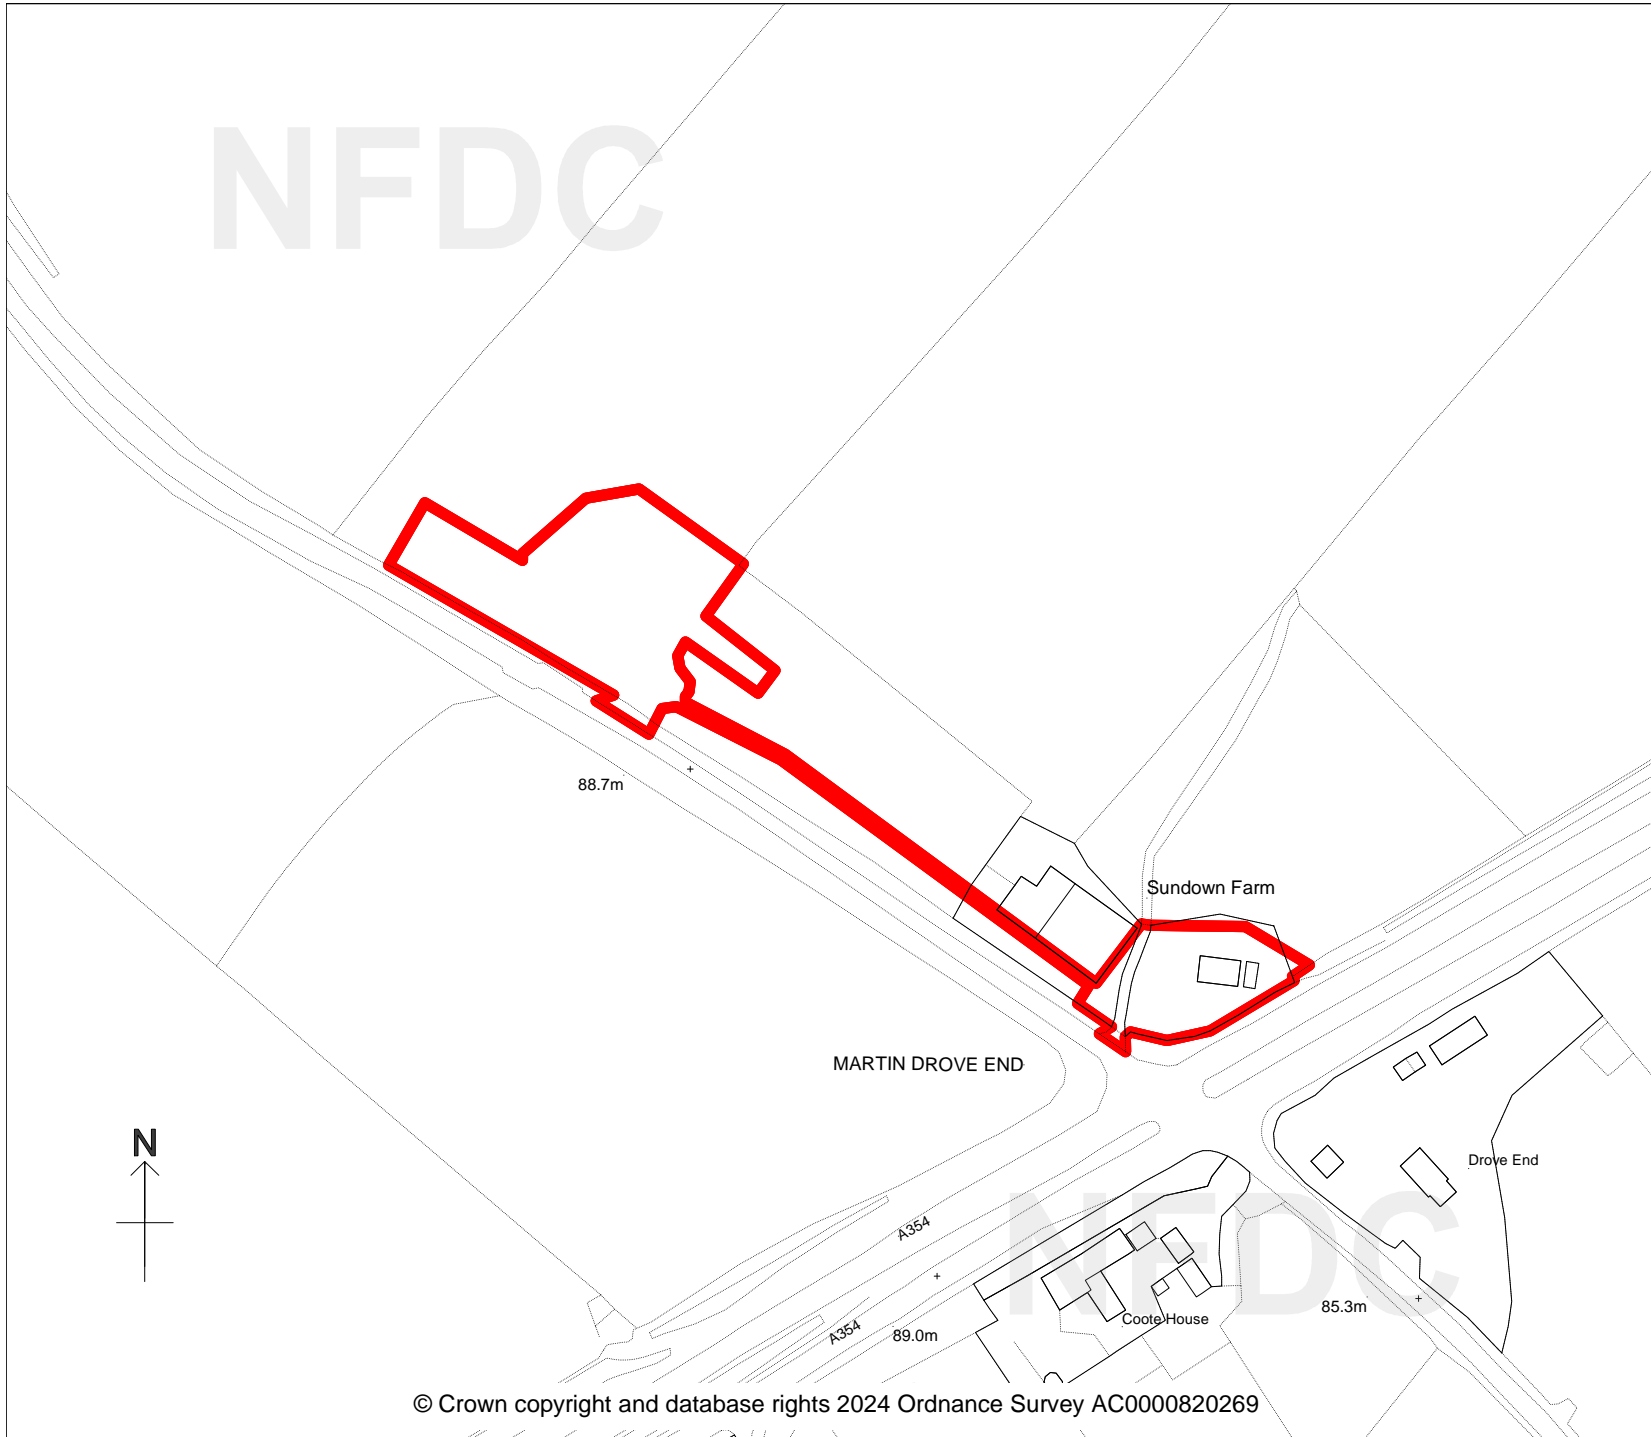 NFDC
88.7m
Sundown Farm
MARTIN DROVE END
N
Drove End
A354
NFDC
85.3m
Coote House
A354
89.0m
© Crown copyright and database rights 2024 Ordnance Survey AC0000820269